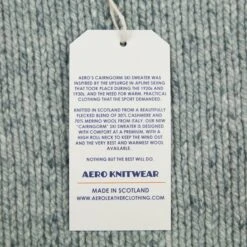 AERO'S CAIRNGORM SKI SWEATER WAS
INSPIRED BY THE UPSURGE IN ALPINE SKIING
THAT TOOK PLACE DURING THE 1920s AND
1930s, AND THE NEED FOR WARM, PRACTICAL
CLOTHING THAT THE SPORT DEMANDED.
KNITTED IN SCOTLAND FROM A BEAUTIFULLY
FLECKED BLEND OF 30% CASHMERE AND
70% MERINO WOOL FROM ITALY, OUR NEW
"CAIRNGORM" SKI SWEATER IS DESIGNED
WITH COMFORT AT A PREMIUM, WITH A
HIGH ROLL NECK TO KEEP THE WIND OUT
AND THE VERY BEST AND WARMEST WOOL
AVAILABLE.
NOTHING BUT THE BEST WILL DO.
AERO KNITWEAR
MADE IN SCOTLAND
WWW.AEROLEATHERCLOTHING.COM